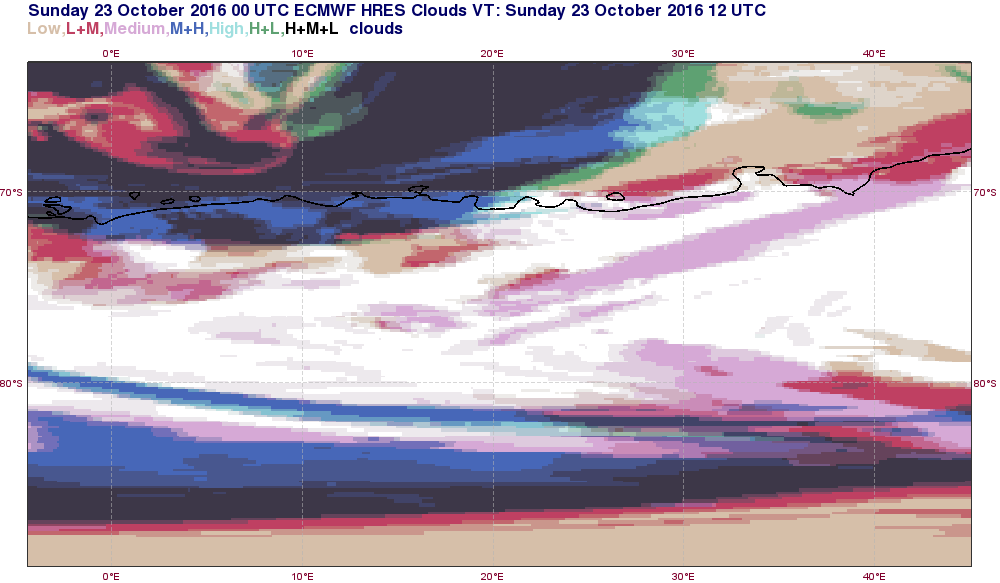 Sunday 23 October 2016 00 UTC ECMWF HRES Clouds VT: Sunday 23 October 2016 12 UTC
Low,L+M,Medium,M+H,High,H+L,H+M+L clouds
0°E 10°E 20°E 30°E 40°E
70°S 70°S
80°S 80°S
0°E 10°E 20°E 30°E 40°E